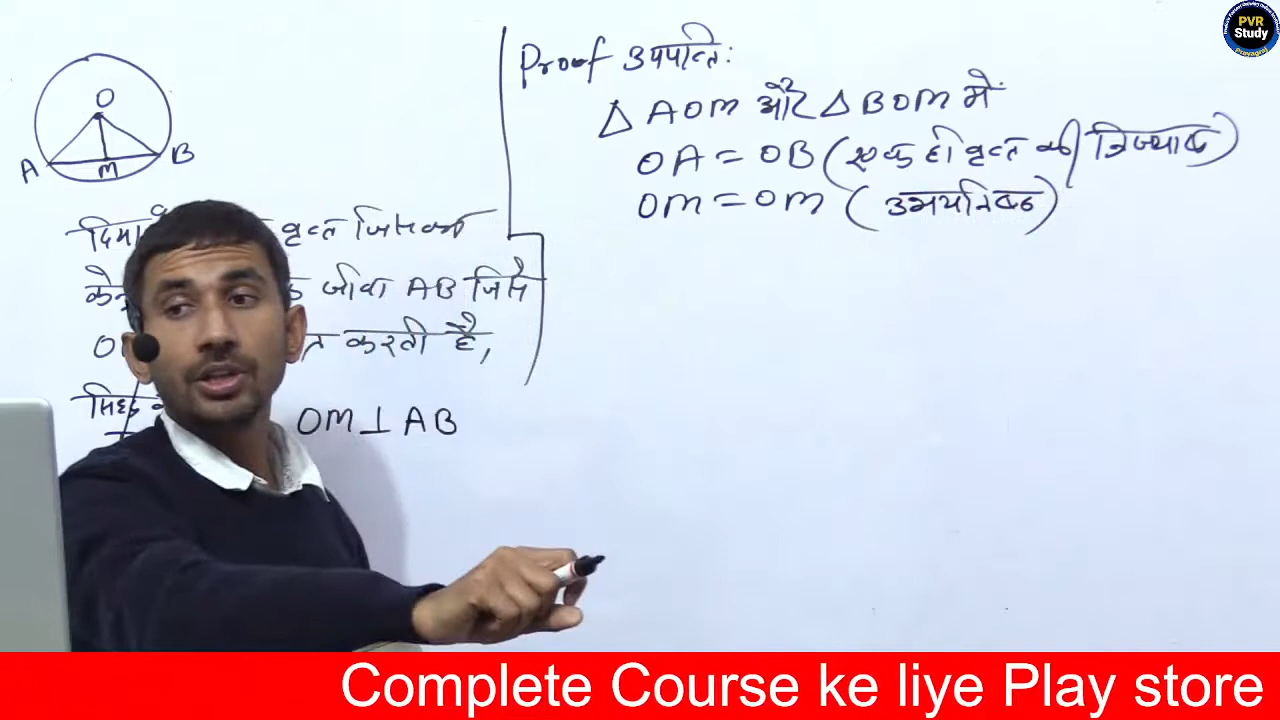 O
A
M
B
वृत्त जिसका
जीवा AB जिसे
करती है,
OM⊥AB
Proof उपपत्ति:
△AOM और △BOM में
OA=OB (एक ही वृत्त की त्रिज्याएँ)
OM=OM (उभयनिष्ठ)
PVR
Study
Prayagraj
Complete Course ke liye Play store